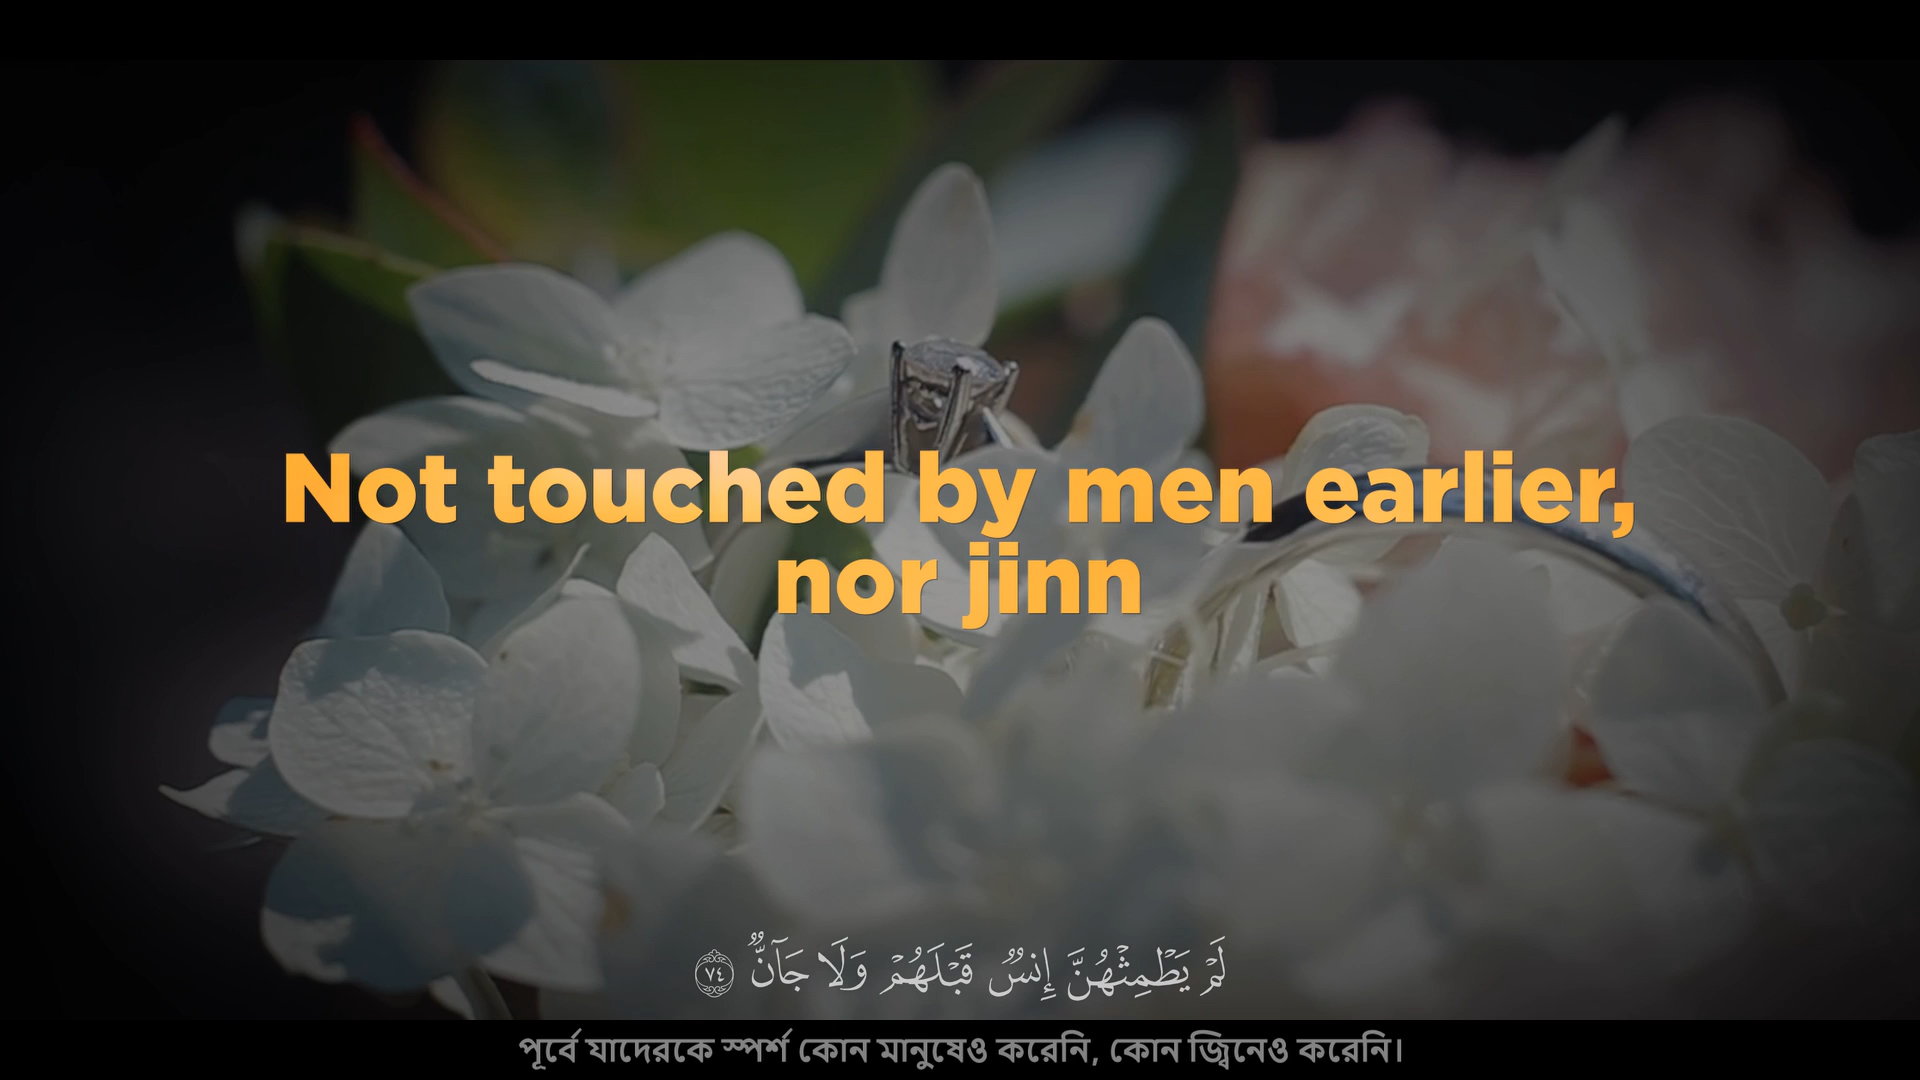 Not touched by men earlier,
nor jinn
لَمْ يَطْمِثْهُنَّ إِنسٌ قَبْلَهُمْ وَلَا جَآنٌّ ٧٤
পূর্বে যাদেরকে স্পর্শ কোন মানুষেও করেনি, কোন জ্বিনেও করেনি।